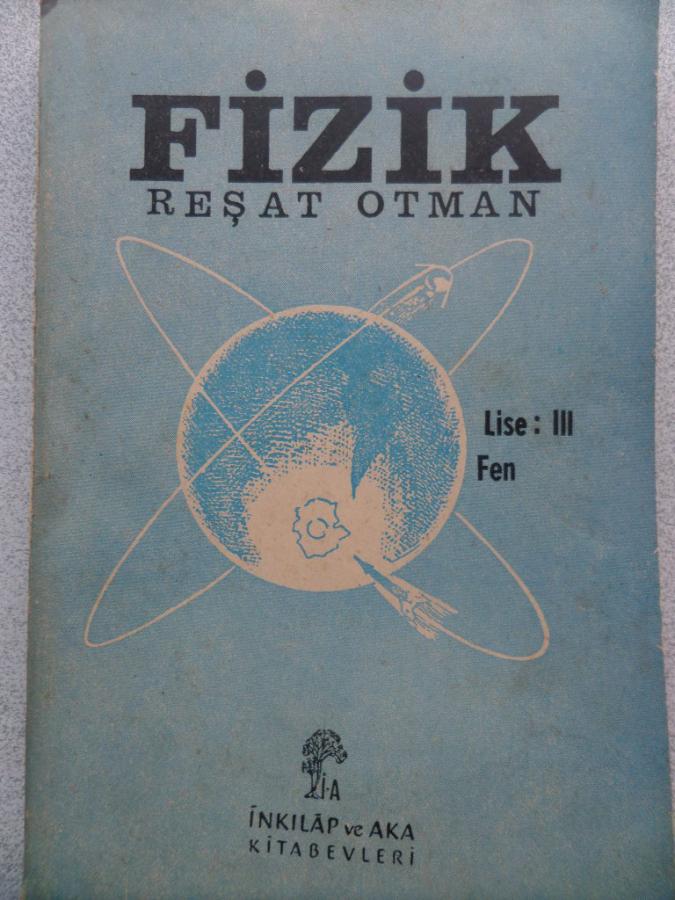 FİZİK
REŞAT OTMAN
Lise: III
Fen
İ-A
İNKILÂP ve AKA
KİTABEVLERİ